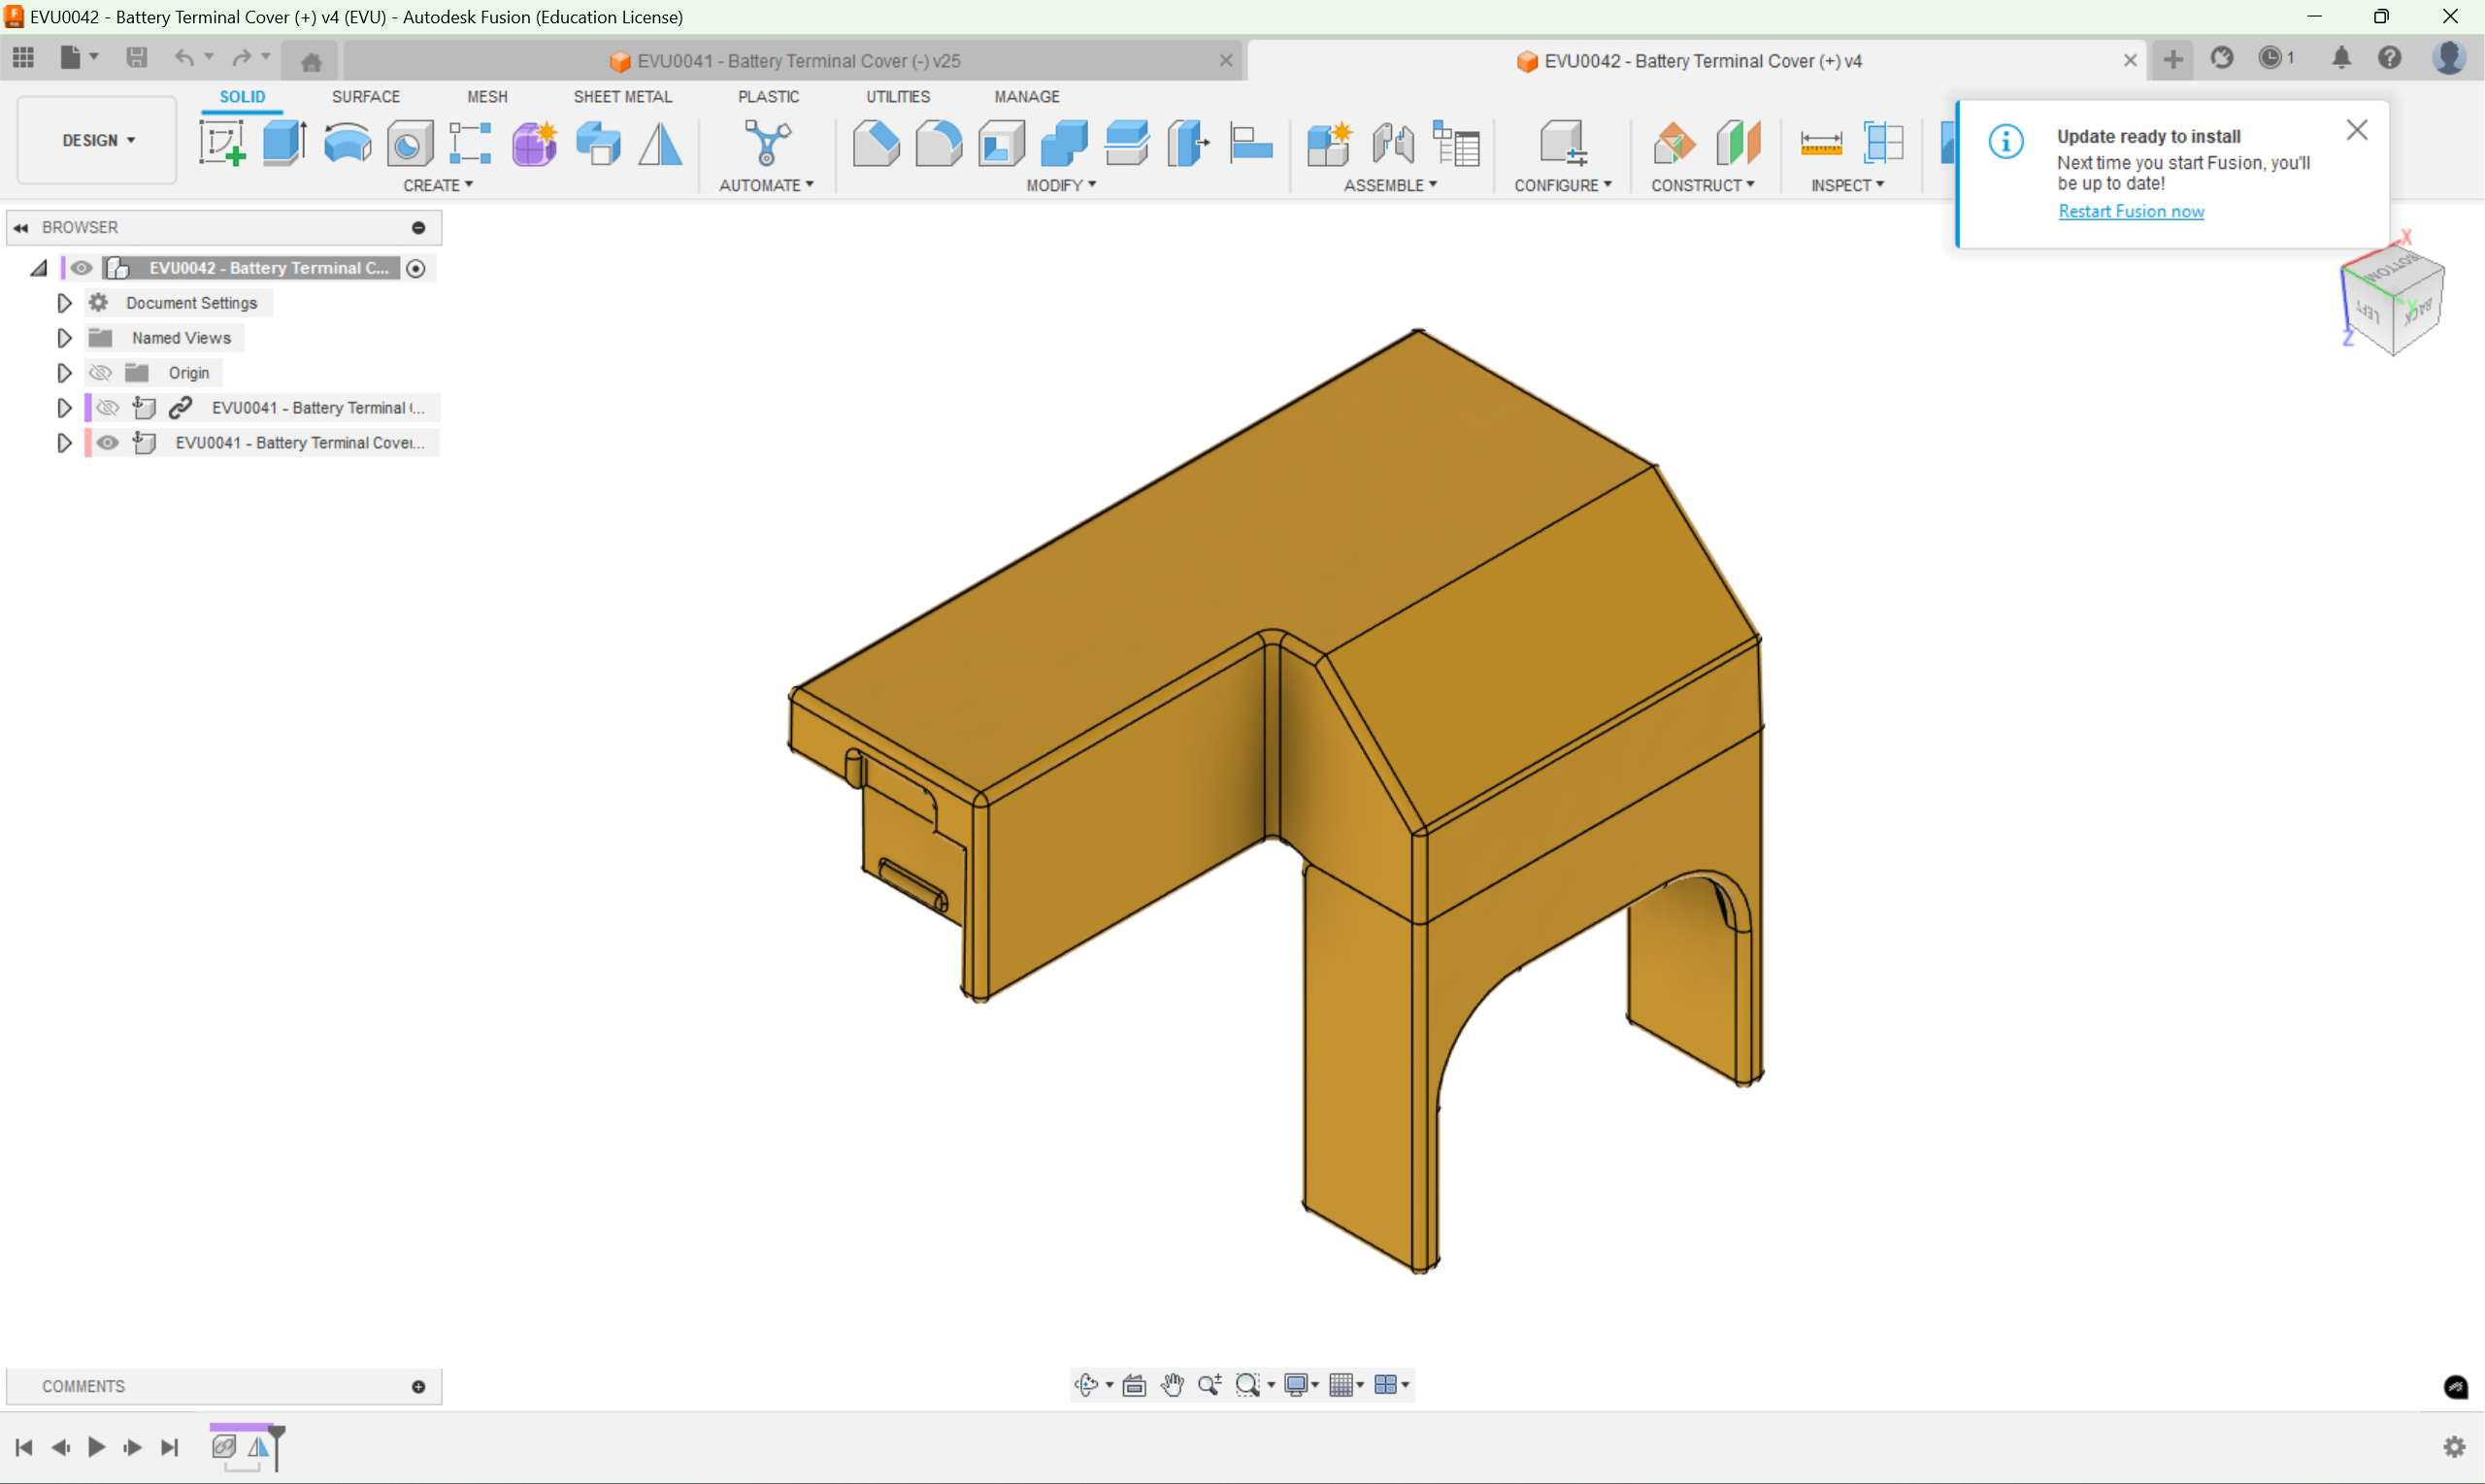 EVU0042 - Battery Terminal Cover (+) v4 (EVU) - Autodesk Fusion (Education License)
EVU0041 - Battery Terminal Cover (-) v25
EVU0042 - Battery Terminal Cover (+) v4
1
DESIGN
SOLID
SURFACE
MESH
SHEET METAL
PLASTIC
UTILITIES
MANAGE
CREATE
AUTOMATE
MODIFY
ASSEMBLE
CONFIGURE
CONSTRUCT
INSPECT
Update ready to install
Next time you start Fusion, you'll
be up to date!
Restart Fusion now
BROWSER
EVU0042 - Battery Terminal C...
Document Settings
Named Views
Origin
EVU0041 - Battery Terminal (...
EVU0041 - Battery Terminal Cover...
X
BOTTOM
LEFT
BACK
Y
Z
COMMENTS